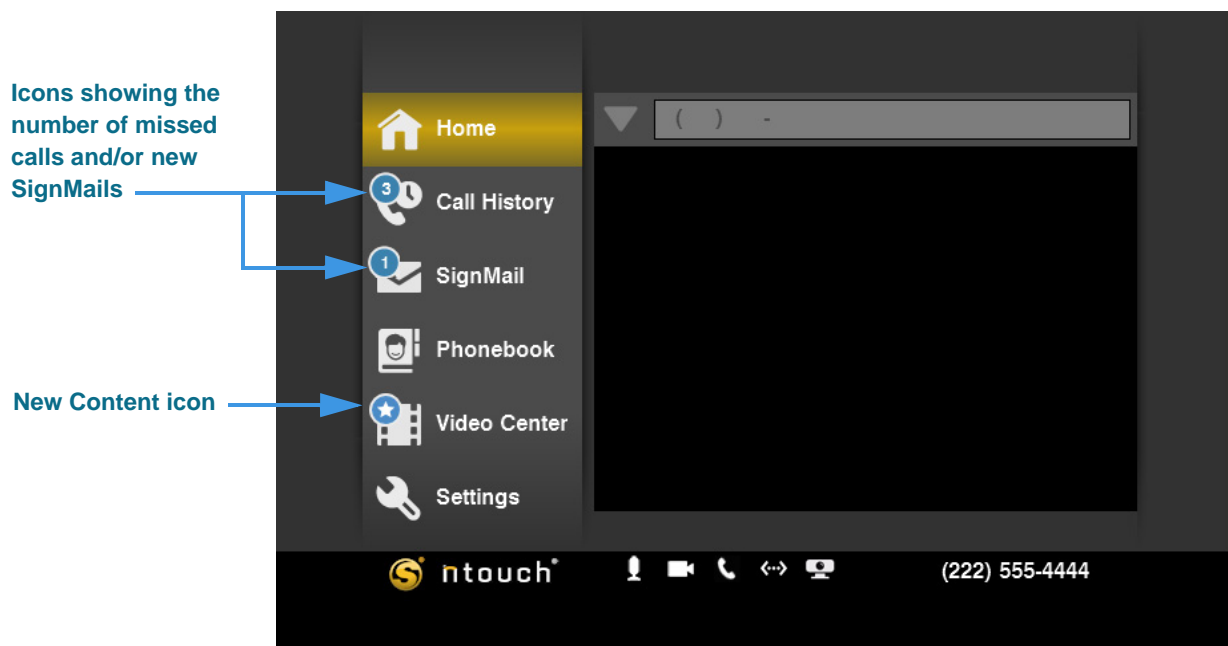 Icons showing the
number of missed
calls and/or new
SignMails
New Content icon
Home
( ) -
3
Call History
1
SignMail
Phonebook
Video Center
Settings
S ntouch®
(222) 555-4444